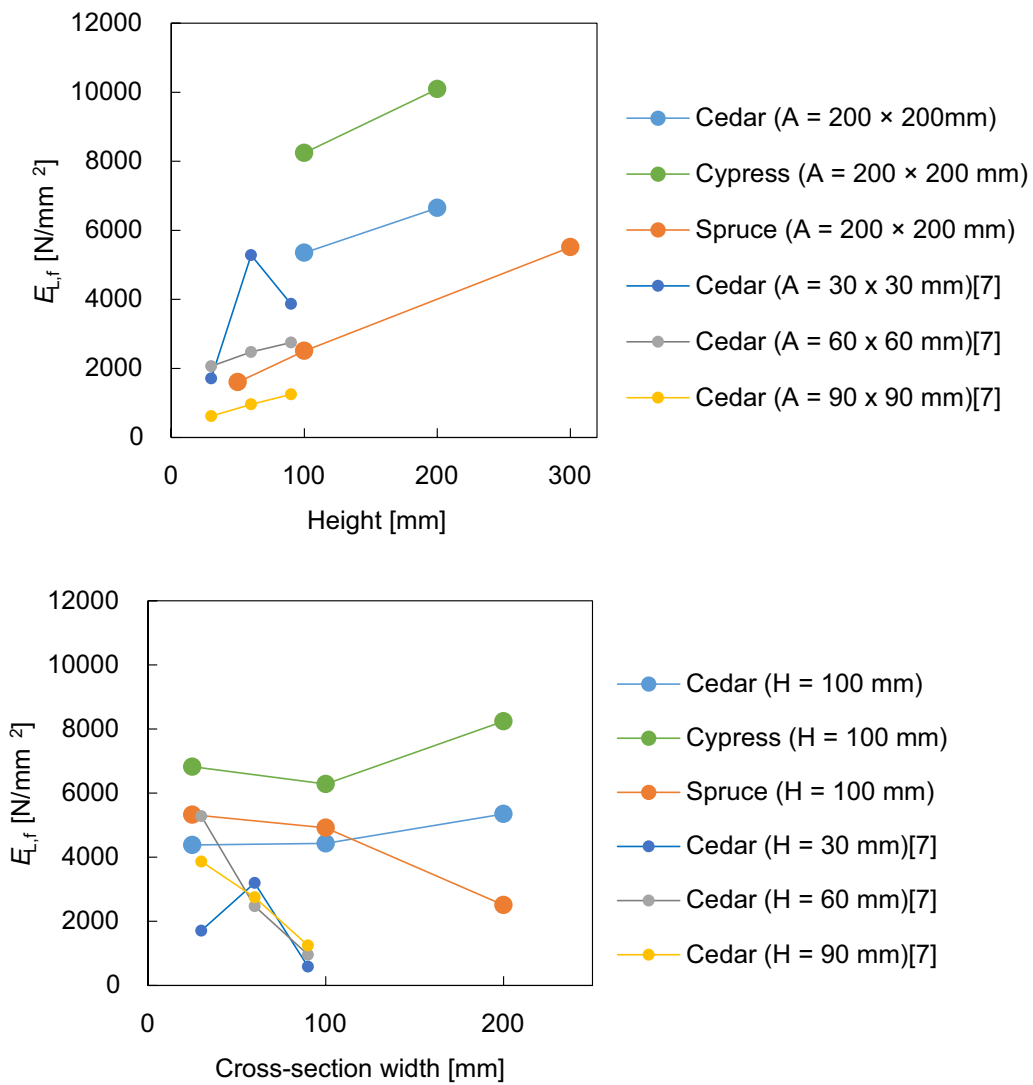 12000
10000
8000
6000
4000
2000
0
E_L,f [N/mm ²]
0 100 200 300
Height [mm]
Cedar (A = 200 × 200mm)
Cypress (A = 200 × 200 mm)
Spruce (A = 200 × 200 mm)
Cedar (A = 30 x 30 mm)[7]
Cedar (A = 60 x 60 mm)[7]
Cedar (A = 90 x 90 mm)[7]
12000
10000
8000
6000
4000
2000
0
E_L,f [N/mm ²]
0 100 200
Cross-section width [mm]
Cedar (H = 100 mm)
Cypress (H = 100 mm)
Spruce (H = 100 mm)
Cedar (H = 30 mm)[7]
Cedar (H = 60 mm)[7]
Cedar (H = 90 mm)[7]